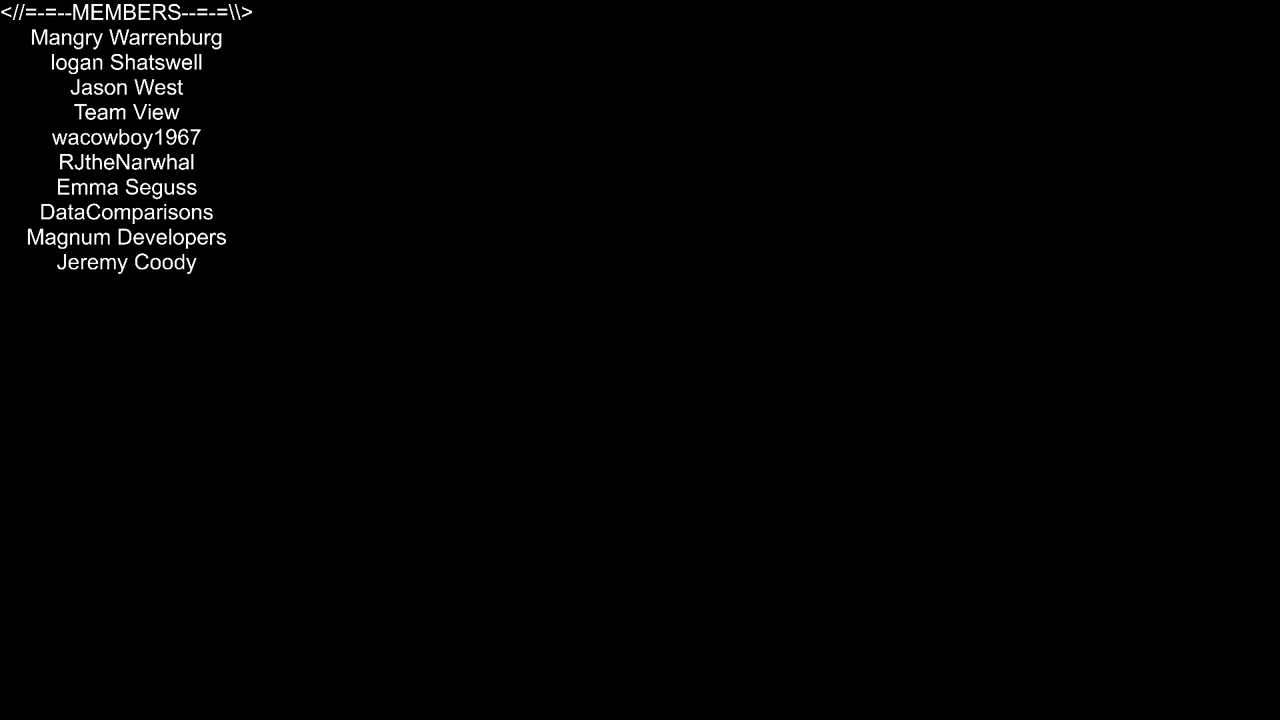 <//=-=--MEMBERS--=-=\\>
Mangry Warrenburg
logan Shatswell
Jason West
Team View
wacowboy1967
RJtheNarwhal
Emma Seguss
DataComparisons
Magnum Developers
Jeremy Coody